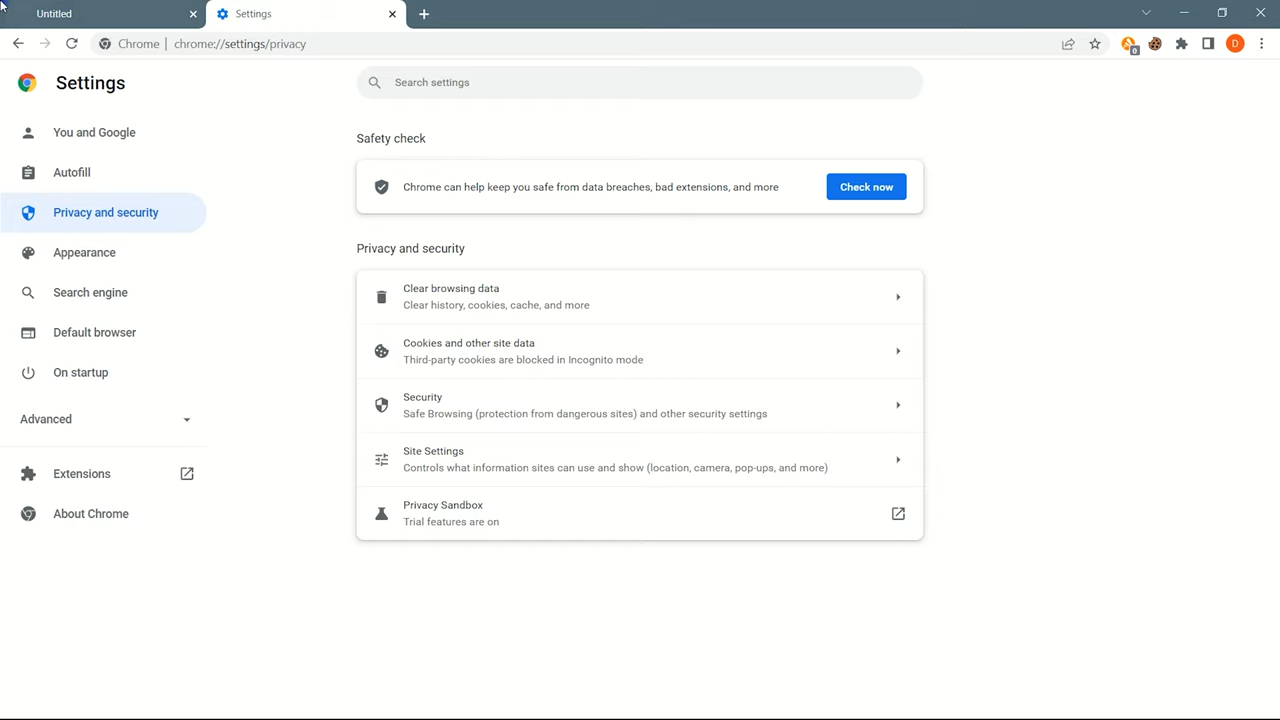 Untitled
Settings
Chrome | chrome://settings/privacy
0
D
Settings
Search settings
You and Google
Autofill
Privacy and security
Appearance
Search engine
Default browser
On startup
Advanced
Extensions
About Chrome
Safety check
Chrome can help keep you safe from data breaches, bad extensions, and more
Check now
Privacy and security
Clear browsing data
Clear history, cookies, cache, and more
Cookies and other site data
Third-party cookies are blocked in Incognito mode
Security
Safe Browsing (protection from dangerous sites) and other security settings
Site Settings
Controls what information sites can use and show (location, camera, pop-ups, and more)
Privacy Sandbox
Trial features are on